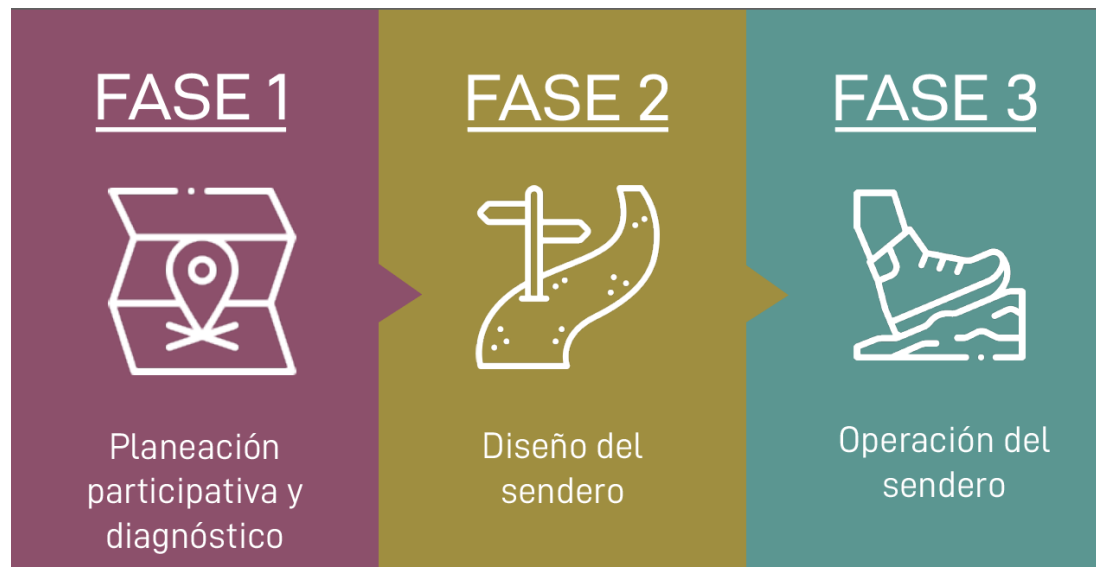 FASE 1
Planeación
participativa y
diagnóstico
FASE 2
Diseño del
sendero
FASE 3
Operación del
sendero